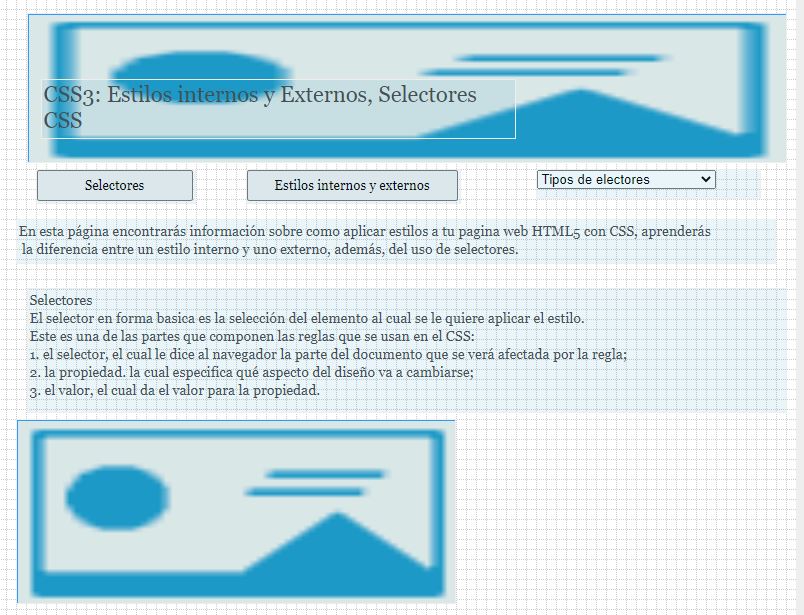 CSS3: Estilos internos y Externos, Selectores
CSS
Selectores
Estilos internos y externos
Tipos de electores
En esta página encontrarás información sobre como aplicar estilos a tu pagina web HTML5 con CSS, aprenderás
la diferencia entre un estilo interno y uno externo, además, del uso de selectores.
Selectores
El selector en forma basica es la selección del elemento al cual se le quiere aplicar el estilo.
Este es una de las partes que componen las reglas que se usan en el CSS:
1. el selector, el cual le dice al navegador la parte del documento que se verá afectada por la regla;
2. la propiedad. la cual especifica qué aspecto del diseño va a cambiarse;
3. el valor, el cual da el valor para la propiedad.